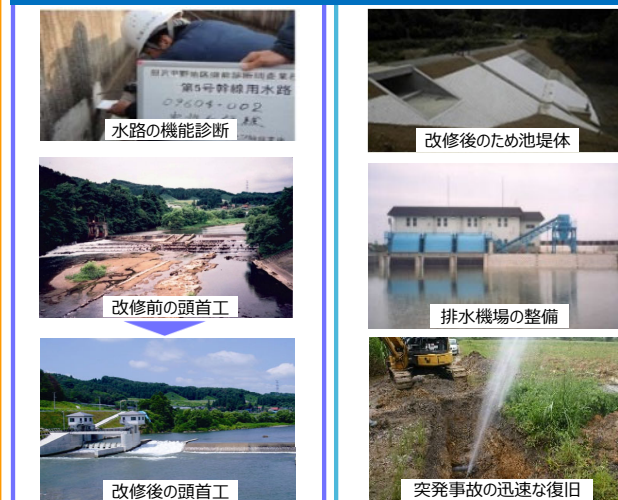 第5号幹線用水路
09604-002
水路の機能診断
改修前の頭首工
改修後の頭首工
改修後のため池堤体
排水機場の整備
突発事故の迅速な復旧